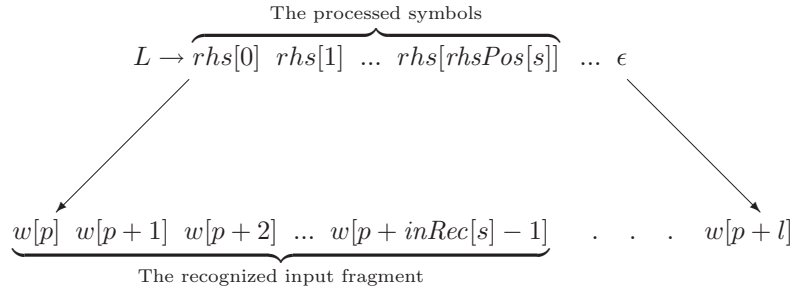 The processed symbols
L → rhs[0] rhs[1] ... rhs[rhsPos[s]] ... ϵ
w[p] w[p + 1] w[p + 2] ... w[p + inRec[s] − 1] . . . w[p + l]
The recognized input fragment